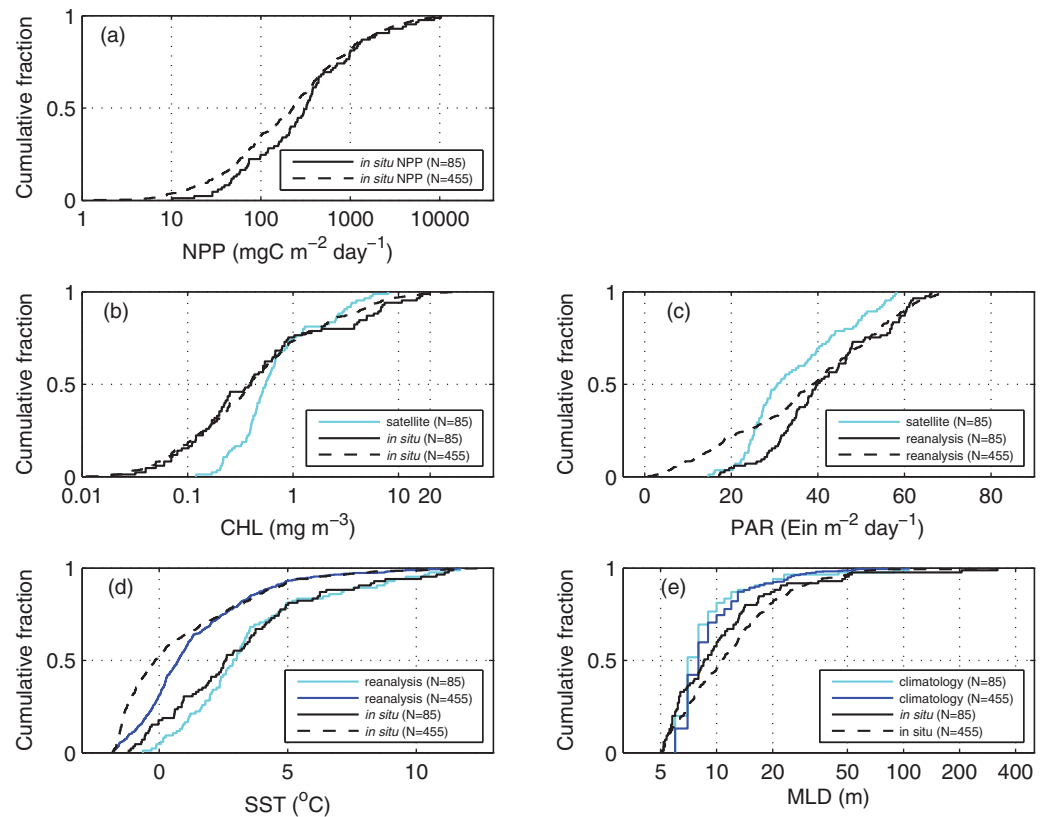 (a)
Cumulative fraction
1
0.5
0
in situ NPP (N=85)
in situ NPP (N=455)
1 10 100 1000 10000
NPP (mgC m⁻² day⁻¹)
(b)
Cumulative fraction
1
0.5
0
satellite (N=85)
in situ (N=85)
in situ (N=455)
0.01 0.1 1 10 20
CHL (mg m⁻³)
(c)
Cumulative fraction
1
0.5
0
satellite (N=85)
reanalysis (N=85)
reanalysis (N=455)
0 20 40 60 80
PAR (Ein m⁻² day⁻¹)
(d)
Cumulative fraction
1
0.5
0
reanalysis (N=85)
reanalysis (N=455)
in situ (N=85)
in situ (N=455)
0 5 10
SST (°C)
(e)
Cumulative fraction
1
0.5
0
climatology (N=85)
climatology (N=455)
in situ (N=85)
in situ (N=455)
5 10 20 50 100 200 400
MLD (m)